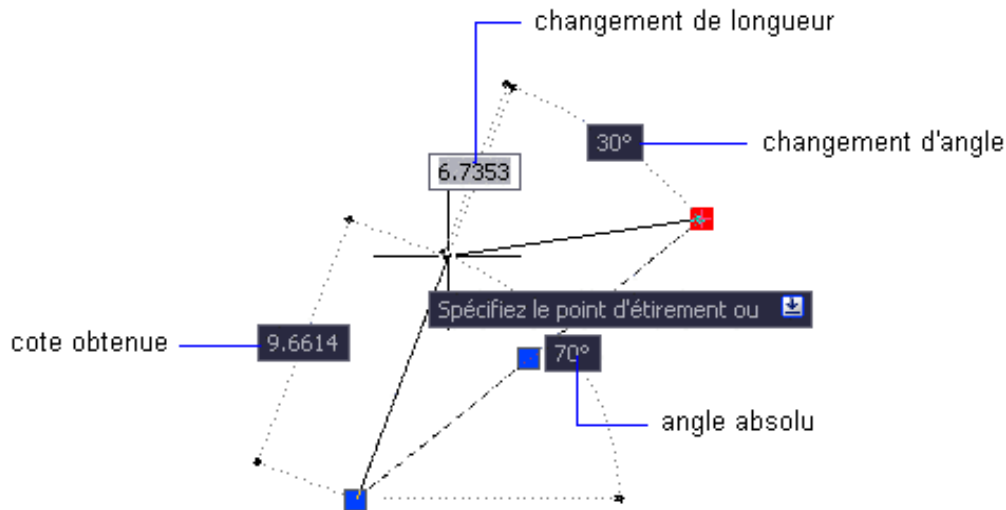 changement de longueur
30°
changement d'angle
6.7353
Spécifiez le point d'étirement ou
cote obtenue
9.6614
70°
angle absolu